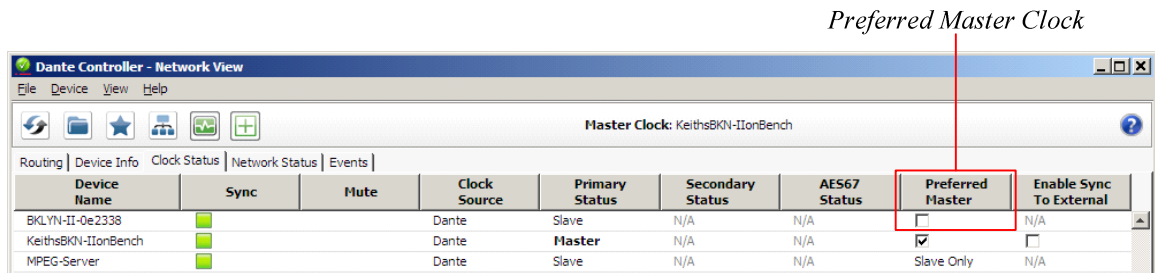 Preferred Master Clock
Dante Controller - Network View
File Device View Help
Master Clock: KeithsBKN-IIonBench
?
Routing Device Info Clock Status Network Status Events
Device Name Sync Mute Clock Source Primary Status Secondary Status AES67 Status Preferred Master Enable Sync To External
BKLYN-II-0e2338 Dante Slave N/A N/A N/A
KeithsBKN-IIonBench Dante Master N/A N/A
MPEG-Server Dante Slave N/A N/A Slave Only N/A